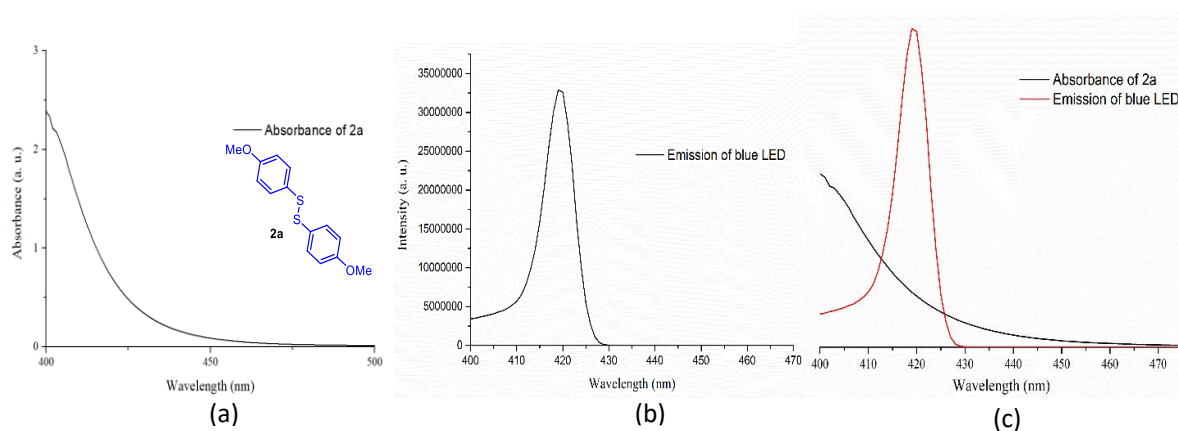 3
2
1
0
Absorbance (a. u.)
Absorbance of 2a
MeO
S
S
2a
OMe
400
450
500
Wavelength (nm)
(a)
35000000
30000000
25000000
20000000
15000000
10000000
5000000
0
Intensity (a. u.)
Emission of blue LED
400 410 420 430 440 450 460 470
Wavelength (nm)
(b)
Absorbance of 2a
Emission of blue LED
400 410 420 430 440 450 460 470
Wavelength (nm)
(c)